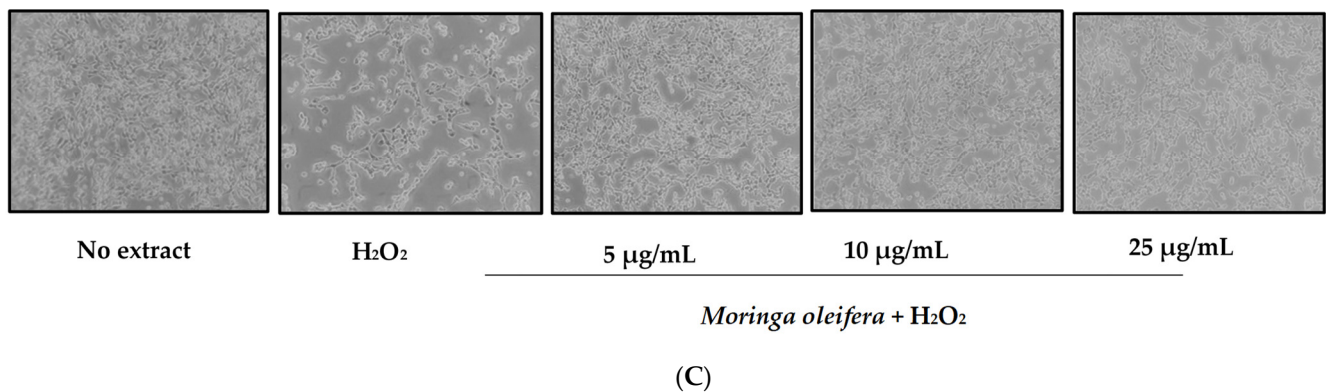 No extract H₂O₂ 5 µg/mL 10 µg/mL 25 µg/mL
Moringa oleifera + H₂O₂
(C)